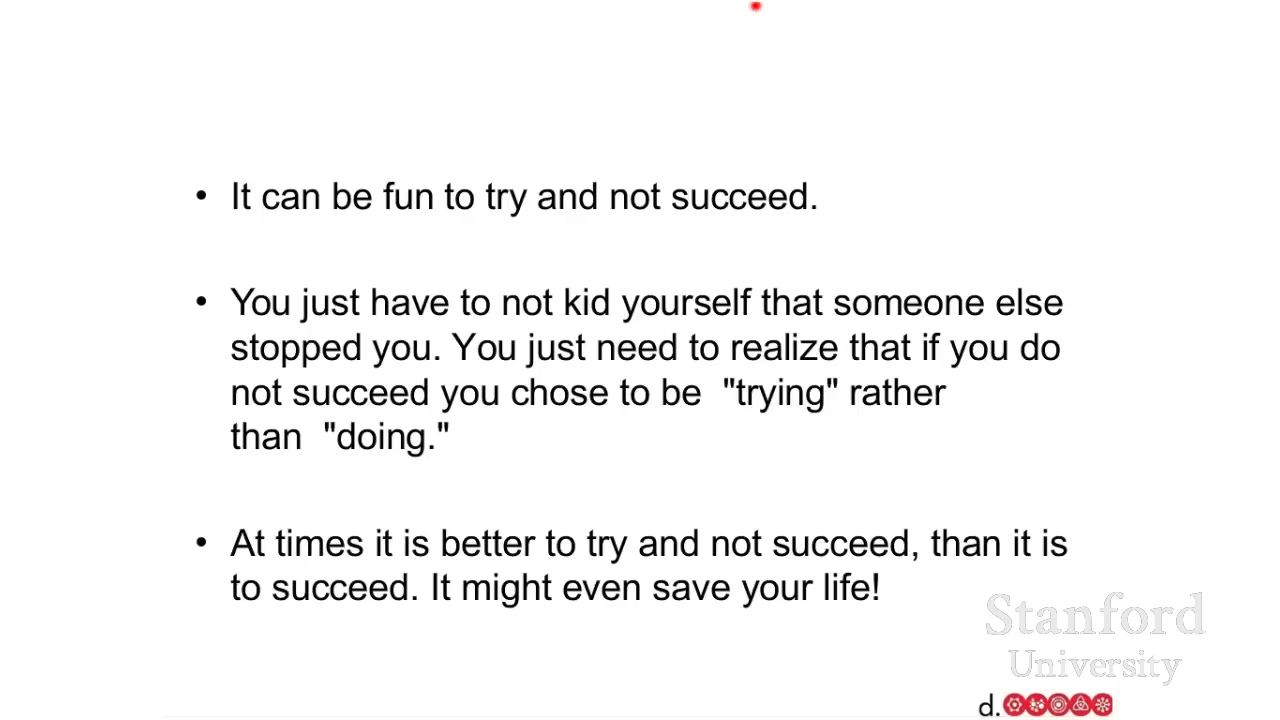 • It can be fun to try and not succeed.
• You just have to not kid yourself that someone else
stopped you. You just need to realize that if you do
not succeed you chose to be "trying" rather
than "doing."
• At times it is better to try and not succeed, than it is
to succeed. It might even save your life!
Stanford
University
d.